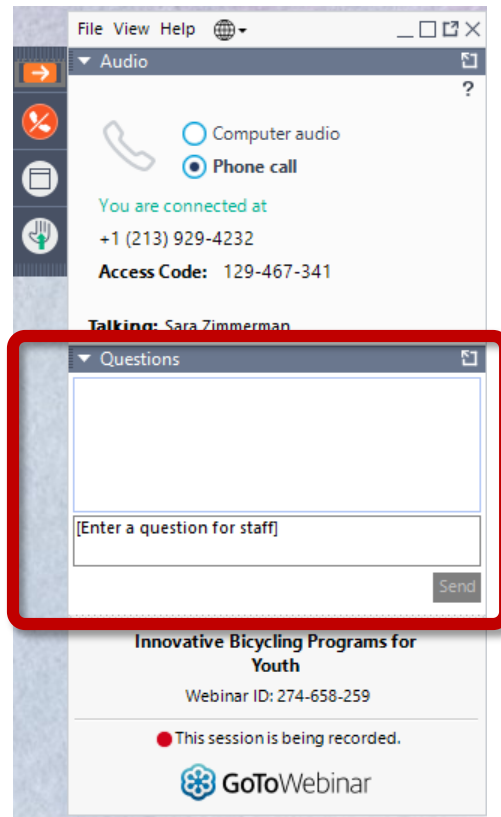 File View Help
Audio
?
Computer audio
Phone call
You are connected at
+1 (213) 929-4232
Access Code: 129-467-341
Talking: Sara Zimmerman
Questions
[Enter a question for staff]
Send
Innovative Bicycling Programs for
Youth
Webinar ID: 274-658-259
This session is being recorded.
GoToWebinar